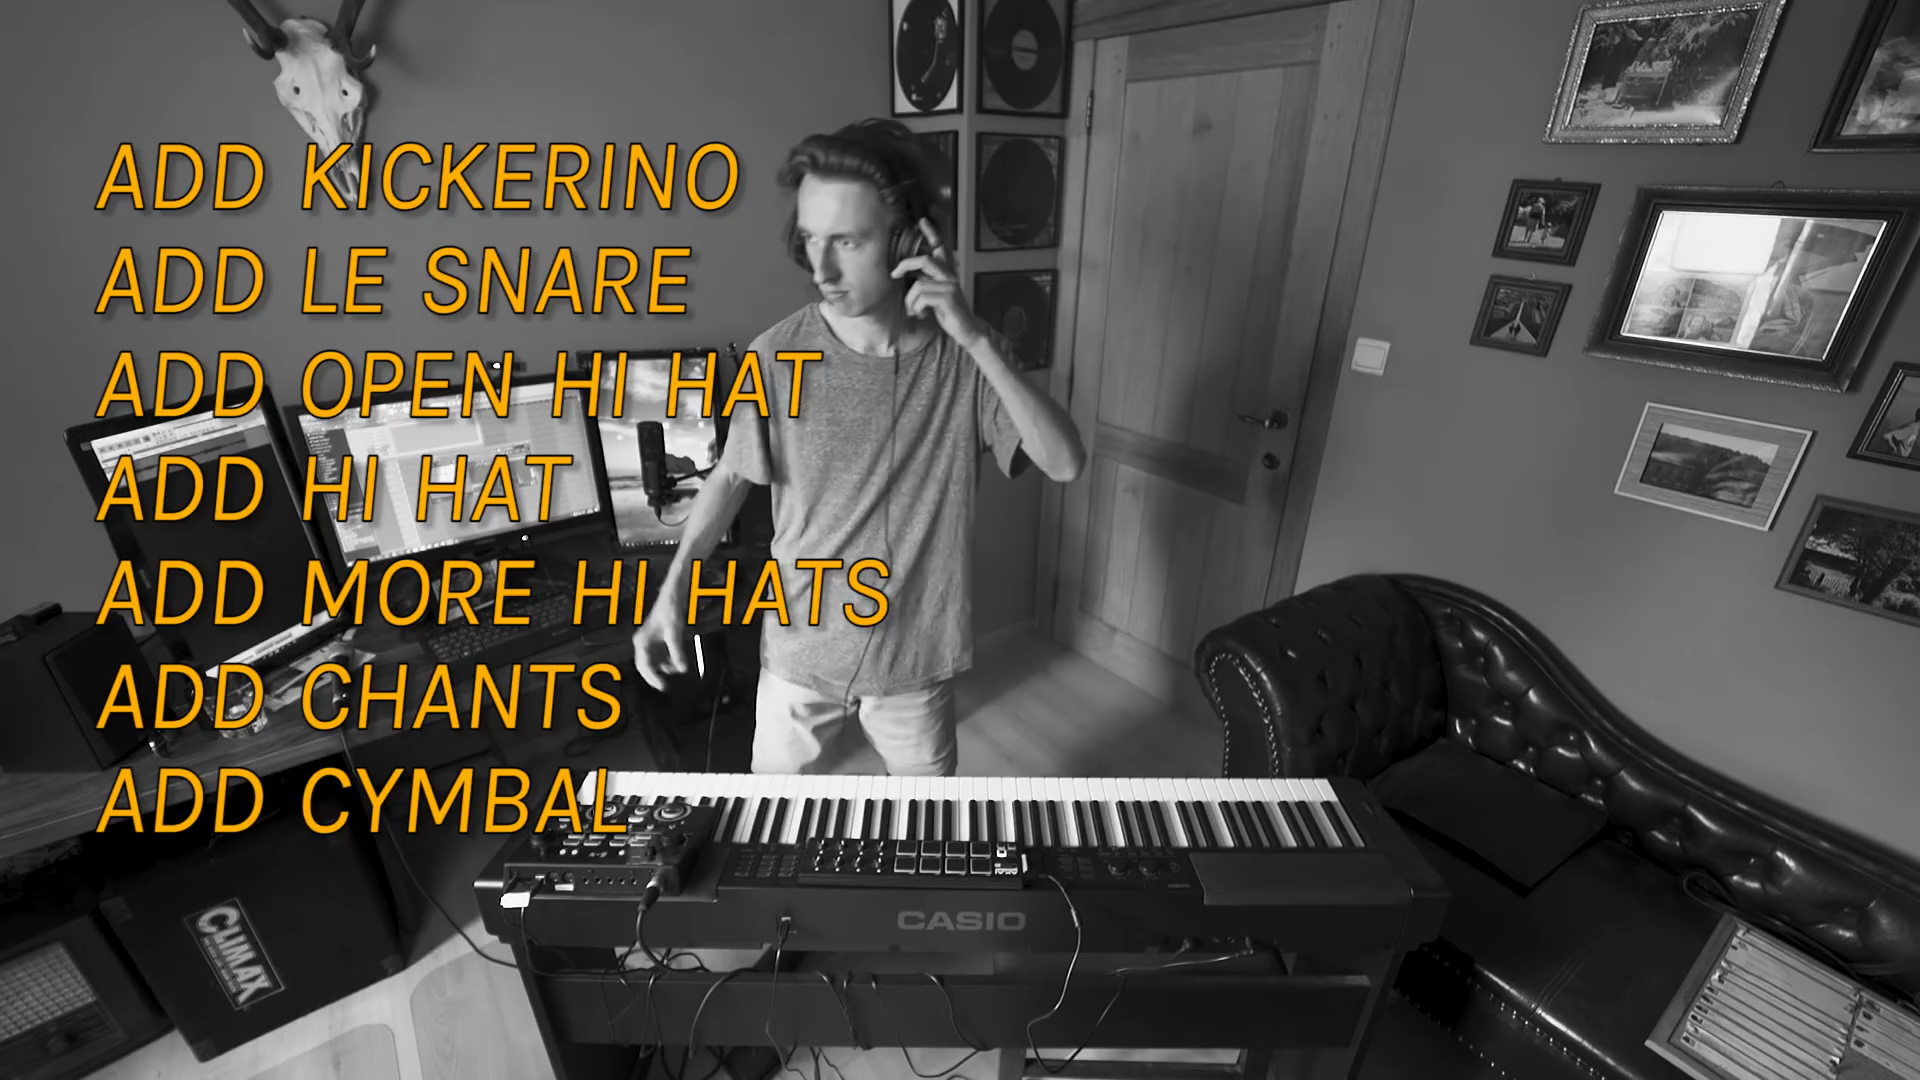 ADD KICKERINO
ADD LE SNARE
ADD OPEN HI HAT
ADD HI HAT
ADD MORE HI HATS
ADD CHANTS
ADD CYMBAL
CASIO
CLIMAX